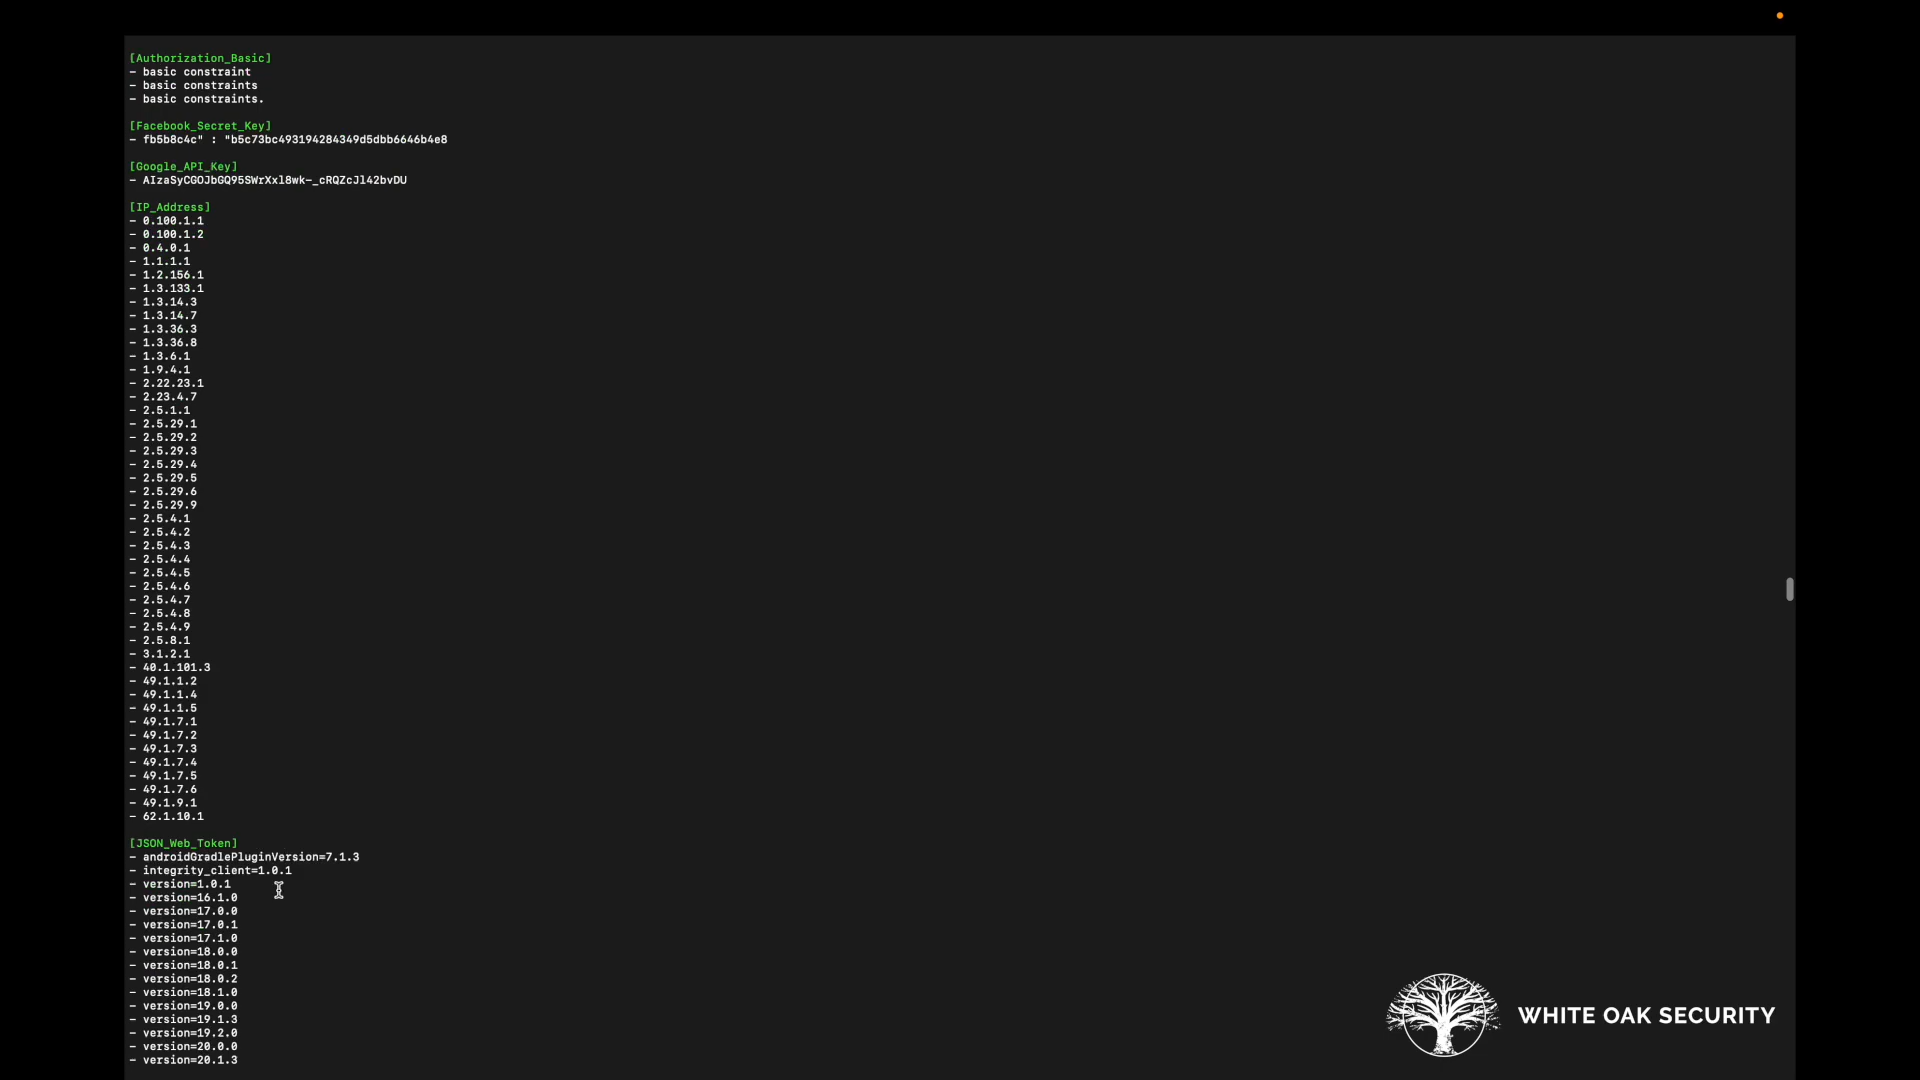 [Authorization_Basic]
- basic constraint
- basic constraints
- basic constraints.
[Facebook_Secret_Key]
- fb5b8c4c" : "b5c73bc493194284349d5dbb6646b4e8
[Google_API_Key]
- AIzaSyCGOJbGQ95SWrXxl8wk-_cRQZcJl42bvDU
[IP_Address]
- 0.100.1.1
- 0.100.1.2
- 0.4.0.1
- 1.1.1.1
- 1.2.156.1
- 1.3.133.1
- 1.3.14.3
- 1.3.14.7
- 1.3.36.3
- 1.3.36.8
- 1.3.6.1
- 1.9.4.1
- 2.22.23.1
- 2.23.4.7
- 2.5.1.1
- 2.5.29.1
- 2.5.29.2
- 2.5.29.3
- 2.5.29.4
- 2.5.29.5
- 2.5.29.6
- 2.5.29.9
- 2.5.4.1
- 2.5.4.2
- 2.5.4.3
- 2.5.4.4
- 2.5.4.5
- 2.5.4.6
- 2.5.4.7
- 2.5.4.8
- 2.5.4.9
- 2.5.8.1
- 3.1.2.1
- 40.1.101.3
- 49.1.1.2
- 49.1.1.4
- 49.1.1.5
- 49.1.7.1
- 49.1.7.2
- 49.1.7.3
- 49.1.7.4
- 49.1.7.5
- 49.1.7.6
- 49.1.9.1
- 62.1.10.1
[JSON_Web_Token]
- androidGradlePluginVersion=7.1.3
- integrity_client=1.0.1
- version=1.0.1
- version=16.1.0
- version=17.0.0
- version=17.0.1
- version=17.1.0
- version=18.0.0
- version=18.0.1
- version=18.0.2
- version=18.1.0
- version=19.0.0
- version=19.1.3
- version=19.2.0
- version=20.0.0
- version=20.1.3
WHITE OAK SECURITY